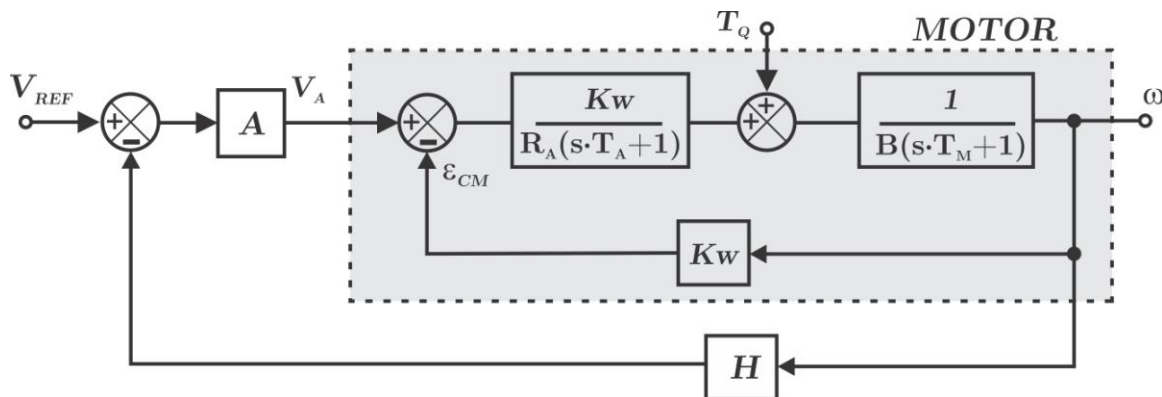 T_Q
MOTOR
V_REF
+
−
A
V_A
+
−
ε_CM
Kw
R_A(s·T_A+1)
+
+
1
B(s·T_M+1)
ω
Kw
H